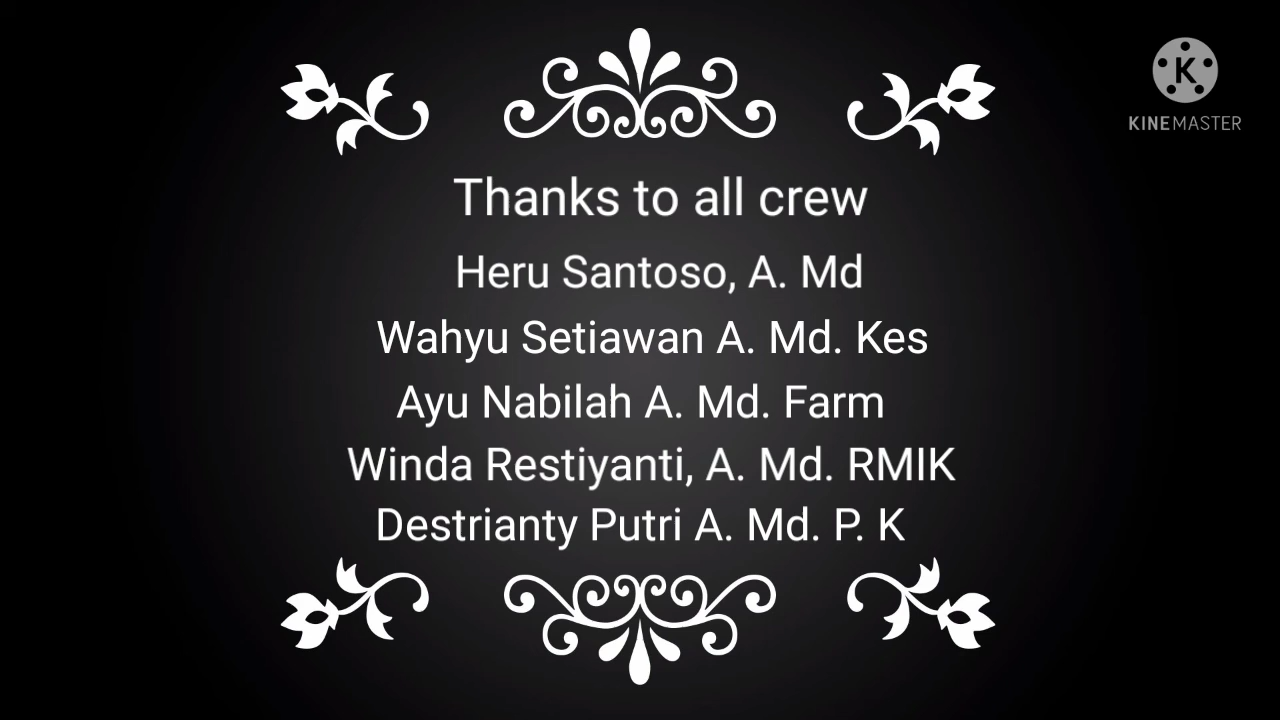 KINEMASTER
Thanks to all crew
Heru Santoso, A. Md
Wahyu Setiawan A. Md. Kes
Ayu Nabilah A. Md. Farm
Winda Restiyanti, A. Md. RMIK
Destrianty Putri A. Md. P. K